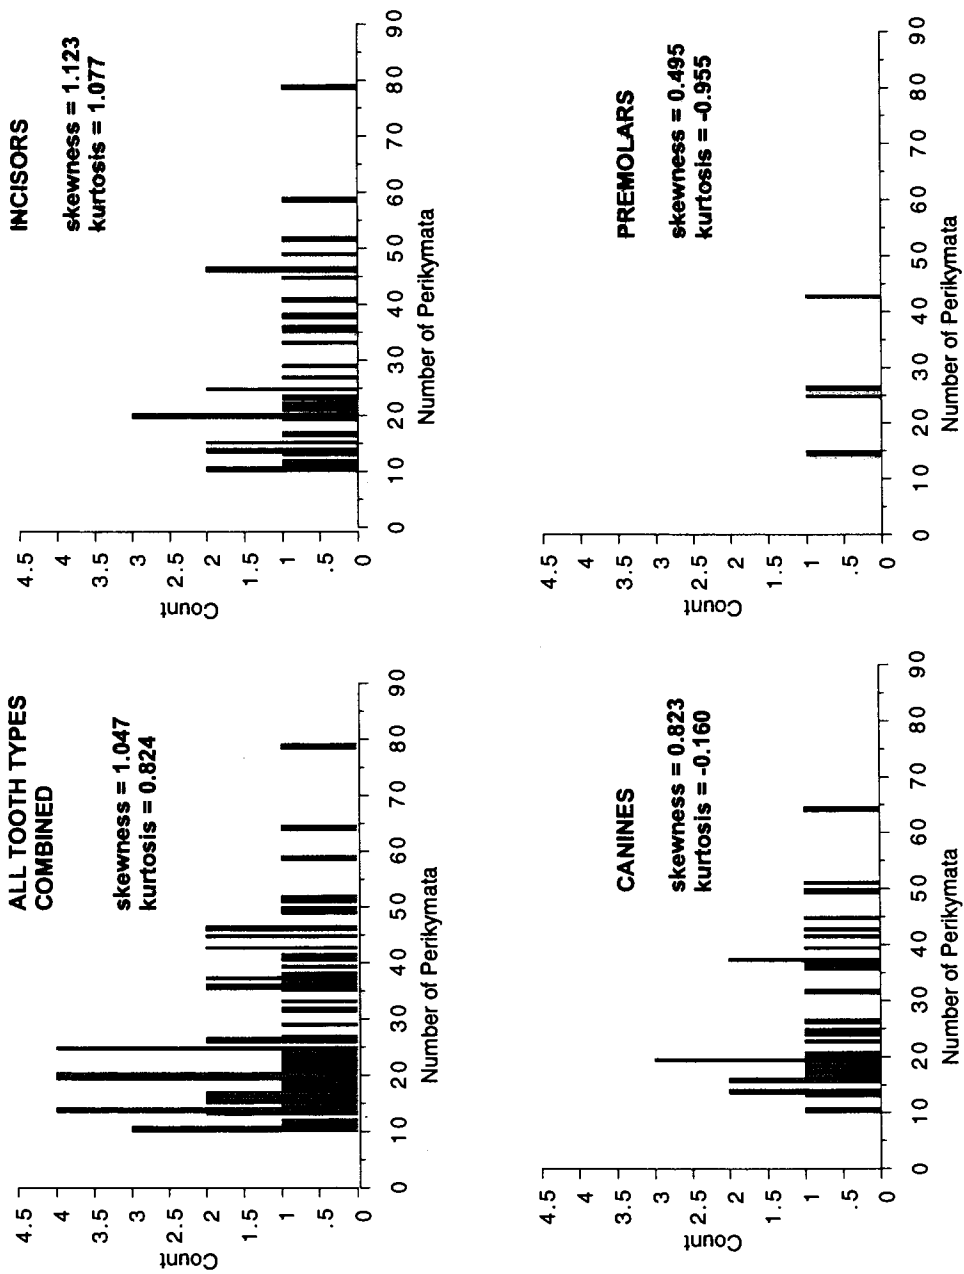 ALL TOOTH TYPES
COMBINED
skewness = 1.047
kurtosis = 0.824
Count
4.5
4
3.5
3
2.5
2
1.5
1
.5
0
0 10 20 30 40 50 60 70 80 90
Number of Perikymata
INCISORS
skewness = 1.123
kurtosis = 1.077
Count
4.5
4
3.5
3
2.5
2
1.5
1
.5
0
0 10 20 30 40 50 60 70 80 90
Number of Perikymata
CANINES
skewness = 0.823
kurtosis = -0.160
Count
4.5
4
3.5
3
2.5
2
1.5
1
.5
0
0 10 20 30 40 50 60 70 80 90
Number of Perikymata
PREMOLARS
skewness = 0.495
kurtosis = -0.955
Count
4.5
4
3.5
3
2.5
2
1.5
1
.5
0
0 10 20 30 40 50 60 70 80 90
Number of Perikymata